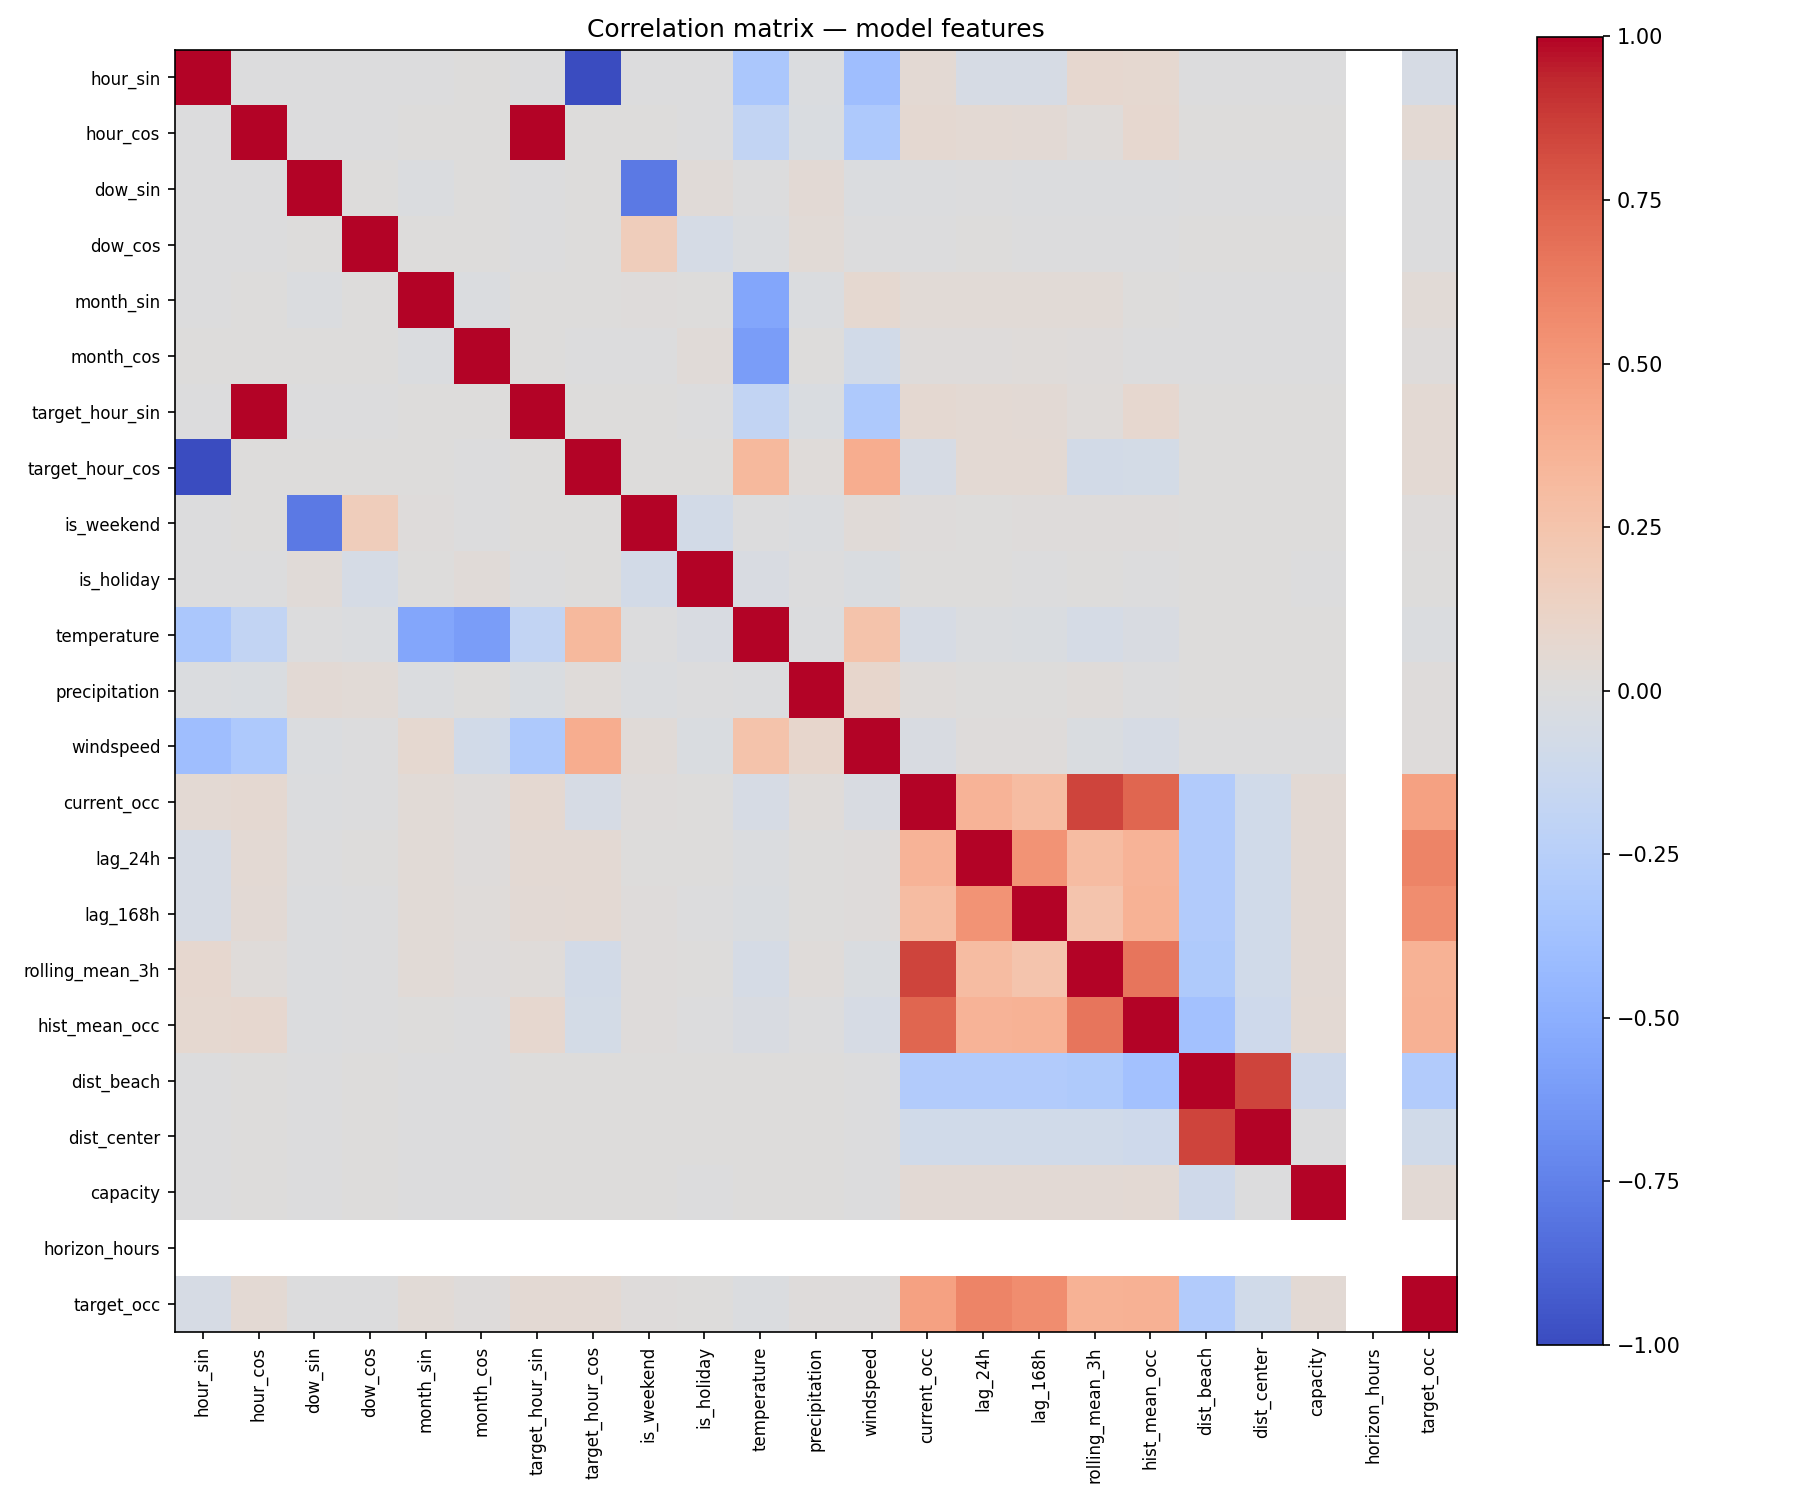 Correlation matrix — model features
hour_sin
hour_cos
dow_sin
dow_cos
month_sin
month_cos
target_hour_sin
target_hour_cos
is_weekend
is_holiday
temperature
precipitation
windspeed
current_occ
lag_24h
lag_168h
rolling_mean_3h
hist_mean_occ
dist_beach
dist_center
capacity
horizon_hours
target_occ
hour_sin
hour_cos
dow_sin
dow_cos
month_sin
month_cos
target_hour_sin
target_hour_cos
is_weekend
is_holiday
temperature
precipitation
windspeed
current_occ
lag_24h
lag_168h
rolling_mean_3h
hist_mean_occ
dist_beach
dist_center
capacity
horizon_hours
target_occ
1.00
0.75
0.50
0.25
0.00
−0.25
−0.50
−0.75
−1.00